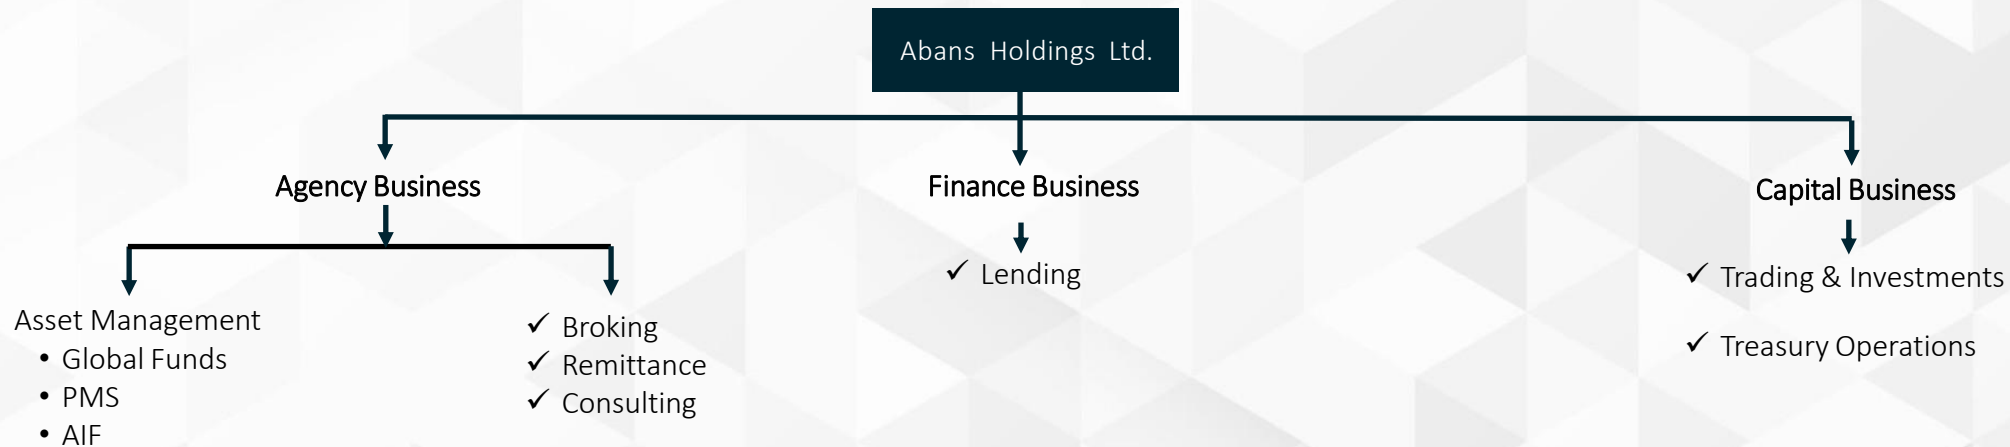 Abans Holdings Ltd.
Agency Business
Finance Business
Capital Business
Asset Management
• Global Funds
• PMS
• AIF
✓ Broking
✓ Remittance
✓ Consulting
✓ Lending
✓ Trading & Investments
✓ Treasury Operations